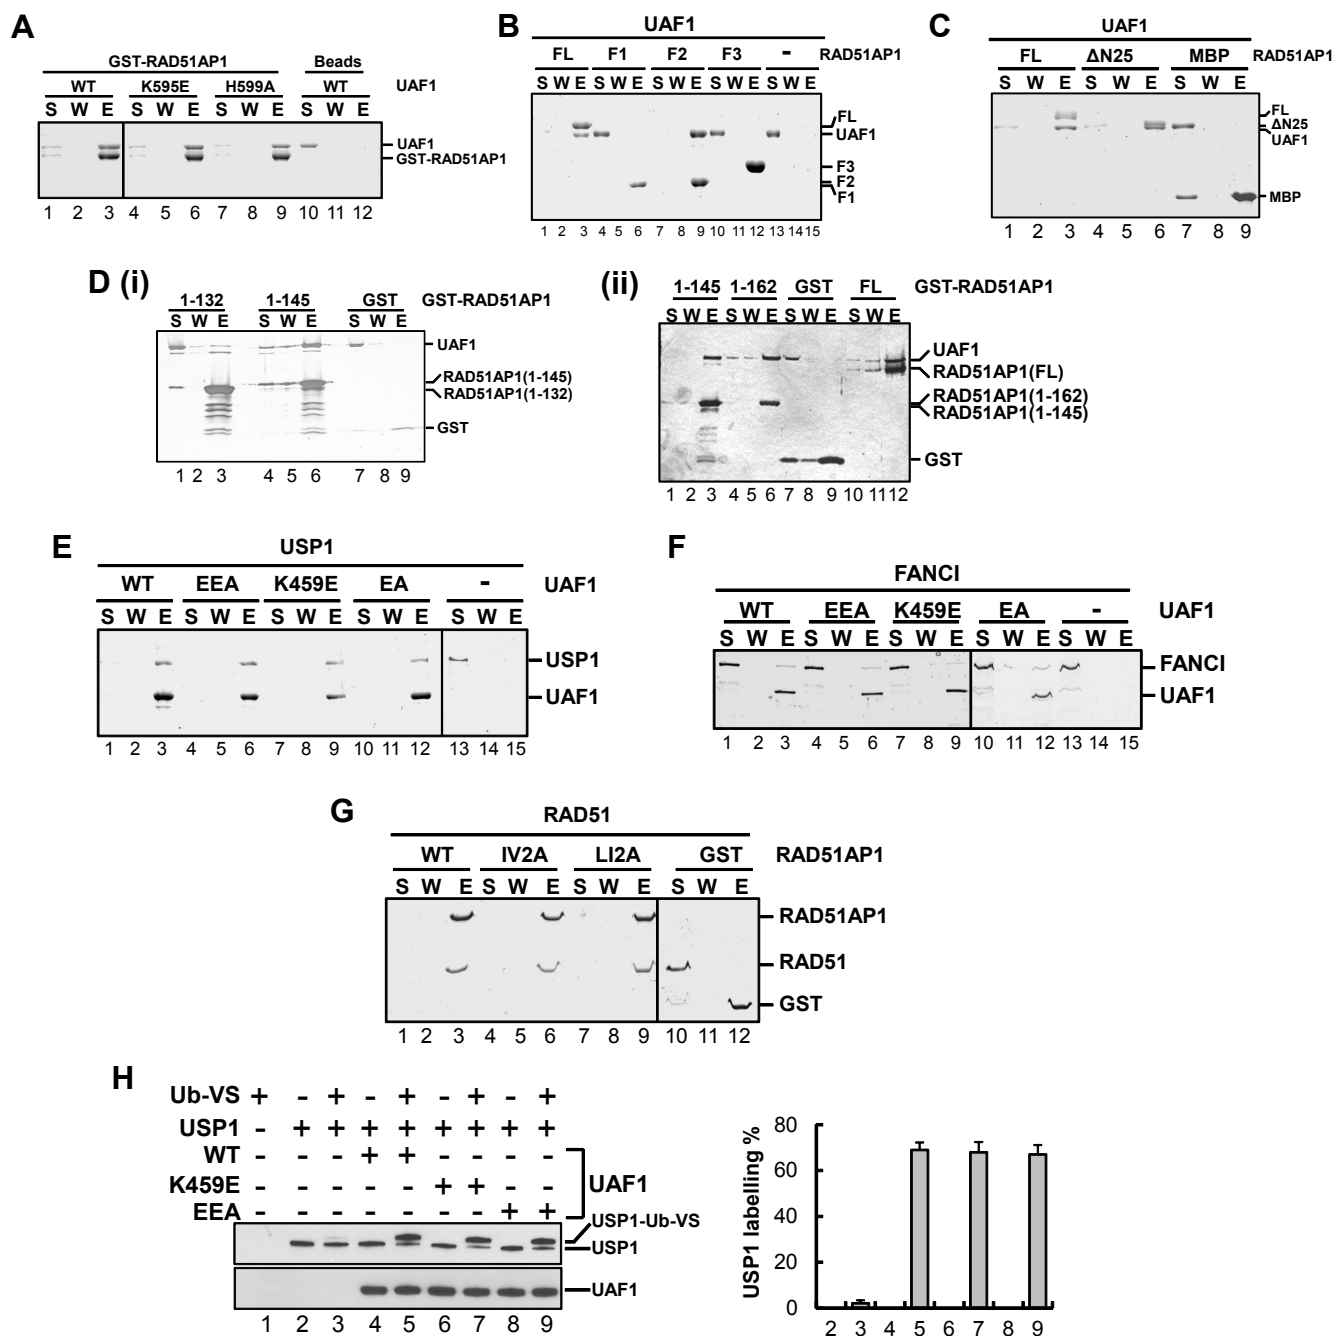 A
GST-RAD51AP1 Beads
WT K595E H599A WT UAF1
S W E S W E S W E S W E
UAF1
GST-RAD51AP1
1 2 3 4 5 6 7 8 9 10 11 12
B
UAF1
FL F1 F2 F3 - RAD51AP1
S W E S W E S W E S W E S W E
FL
UAF1
F3
F2
F1
1 2 3 4 5 6 7 8 9 10 11 12 13 14 15
C
UAF1
FL ΔN25 MBP RAD51AP1
S W E S W E S W E
FL
ΔN25
UAF1
MBP
1 2 3 4 5 6 7 8 9
D (i)
1-132 1-145 GST GST-RAD51AP1
S W E S W E S W E
UAF1
RAD51AP1(1-145)
RAD51AP1(1-132)
GST
1 2 3 4 5 6 7 8 9
(ii)
1-145 1-162 GST FL GST-RAD51AP1
S W E S W E S W E S W E
UAF1
RAD51AP1(FL)
RAD51AP1(1-162)
RAD51AP1(1-145)
GST
1 2 3 4 5 6 7 8 9 10 11 12
E
USP1
WT EEA K459E EA - UAF1
S W E S W E S W E S W E S W E
USP1
UAF1
1 2 3 4 5 6 7 8 9 10 11 12 13 14 15
F
FANCI
WT EEA K459E EA - UAF1
S W E S W E S W E S W E S W E
FANCI
UAF1
1 2 3 4 5 6 7 8 9 10 11 12 13 14 15
G
RAD51
WT IV2A LI2A GST RAD51AP1
S W E S W E S W E S W E
RAD51AP1
RAD51
GST
1 2 3 4 5 6 7 8 9 10 11 12
H
Ub-VS + - + - + - + - +
USP1 - + + + + + + + +
WT - - - + + - - - -
K459E - - - - - + + - -
EEA - - - - - - - + +
UAF1
USP1-Ub-VS
USP1
UAF1
1 2 3 4 5 6 7 8 9
USP1 labelling %
80
60
40
20
0
2 3 4 5 6 7 8 9